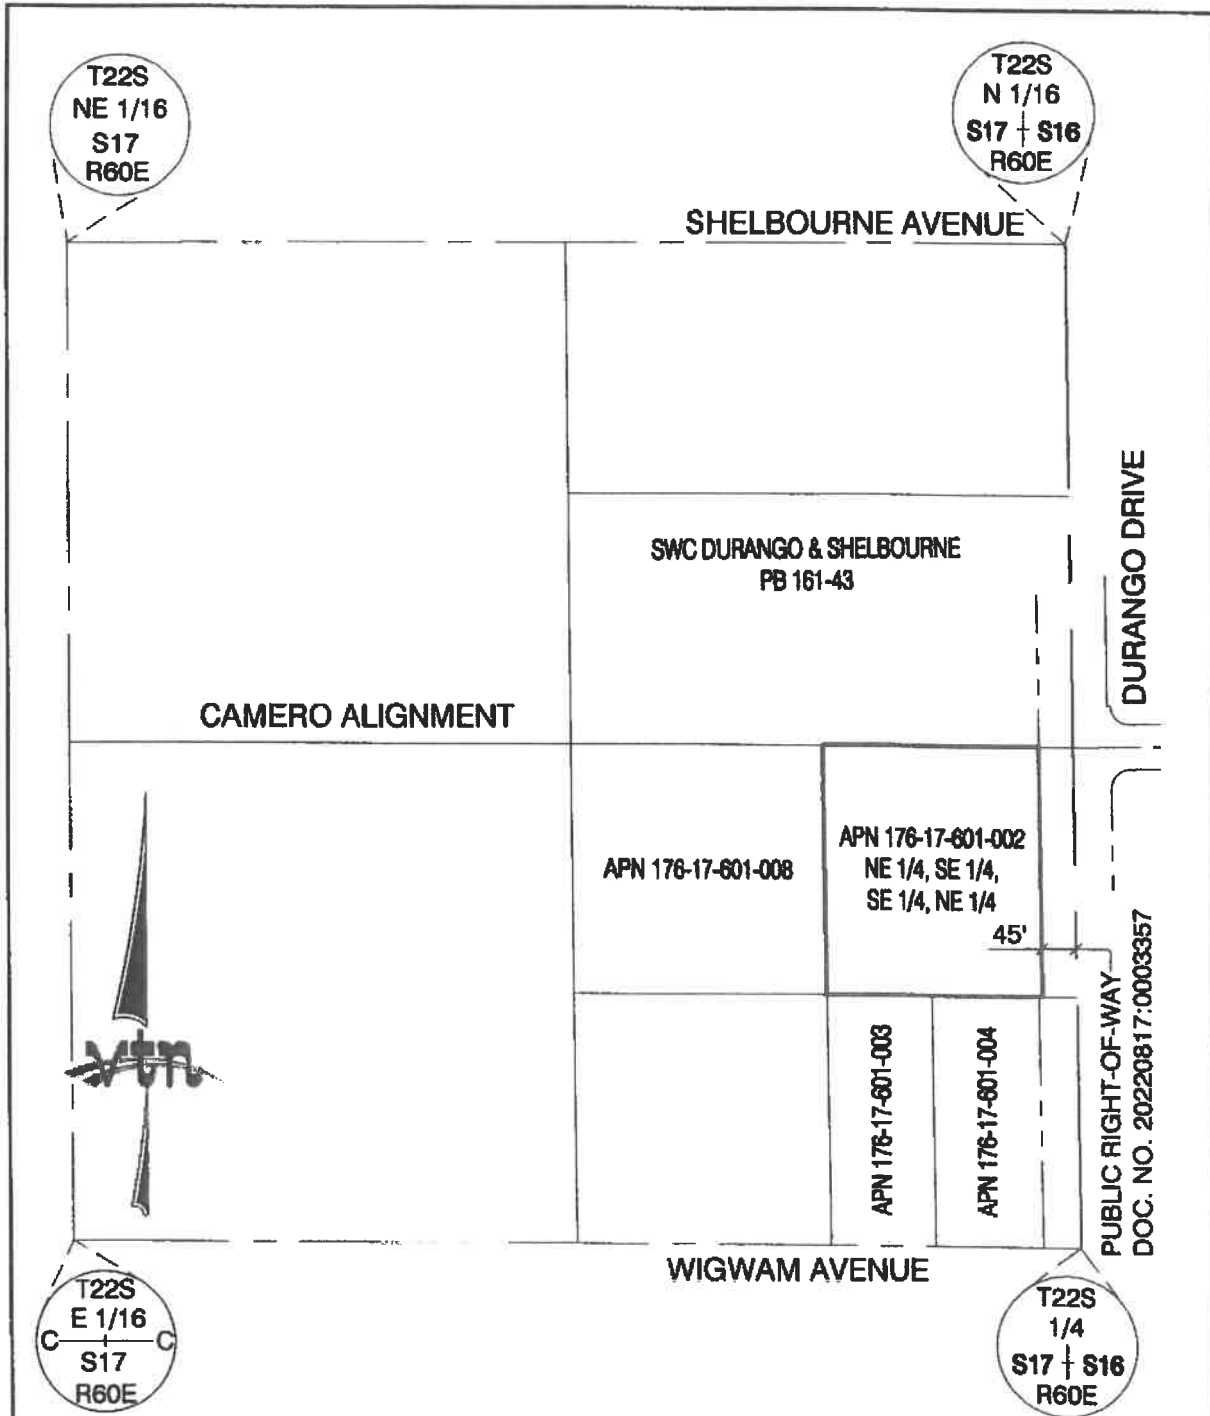 T22S
NE 1/16
S17
R60E
T22S
N 1/16
S17 S16
R60E
SHELBOURNE AVENUE
SWC DURANGO & SHELBOURNE
PB 161-43
DURANGO DRIVE
CAMERO ALIGNMENT
APN 176-17-601-008
APN 176-17-601-002
NE 1/4, SE 1/4,
SE 1/4, NE 1/4
45'
PUBLIC RIGHT-OF-WAY
DOC. NO. 20220817:0003357
APN 176-17-601-003
APN 176-17-601-004
vtn
WIGWAM AVENUE
T22S
E 1/16
C C
S17
R60E
T22S
1/4
S17 S16
R60E